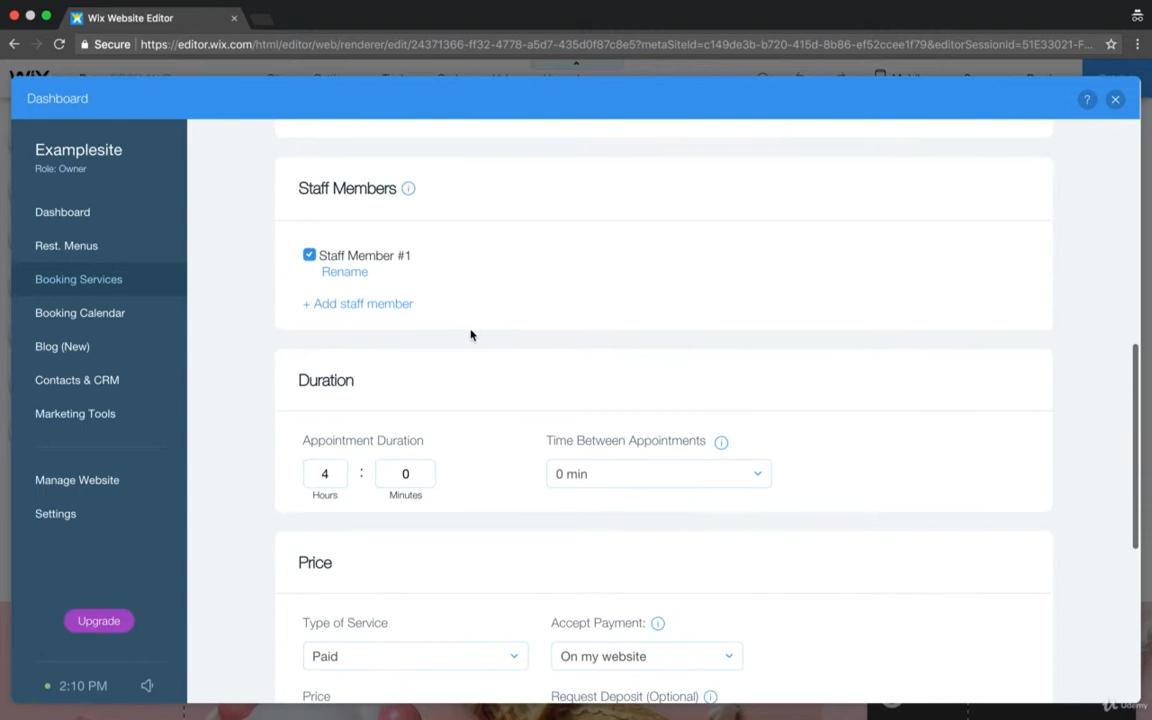 Wix Website Editor
Secure https://editor.wix.com/html/editor/web/renderer/edit/24371366-ff32-4778-a5d7-435d0f87c8e5?metaSiteId=c149de3b-b720-415d-8b86-ef52ccee1f79&editorSessionId=51E33021-F...
Dashboard
?
Examplesite
Role: Owner
Dashboard
Rest. Menus
Booking Services
Booking Calendar
Blog (New)
Contacts & CRM
Marketing Tools
Manage Website
Settings
Upgrade
2:10 PM
Staff Members
Staff Member #1
Rename
+ Add staff member
Duration
Appointment Duration
Time Between Appointments
4 : 0
0 min
Hours Minutes
Price
Type of Service
Accept Payment:
Paid
On my website
Price
Request Deposit (Optional)
Udemy